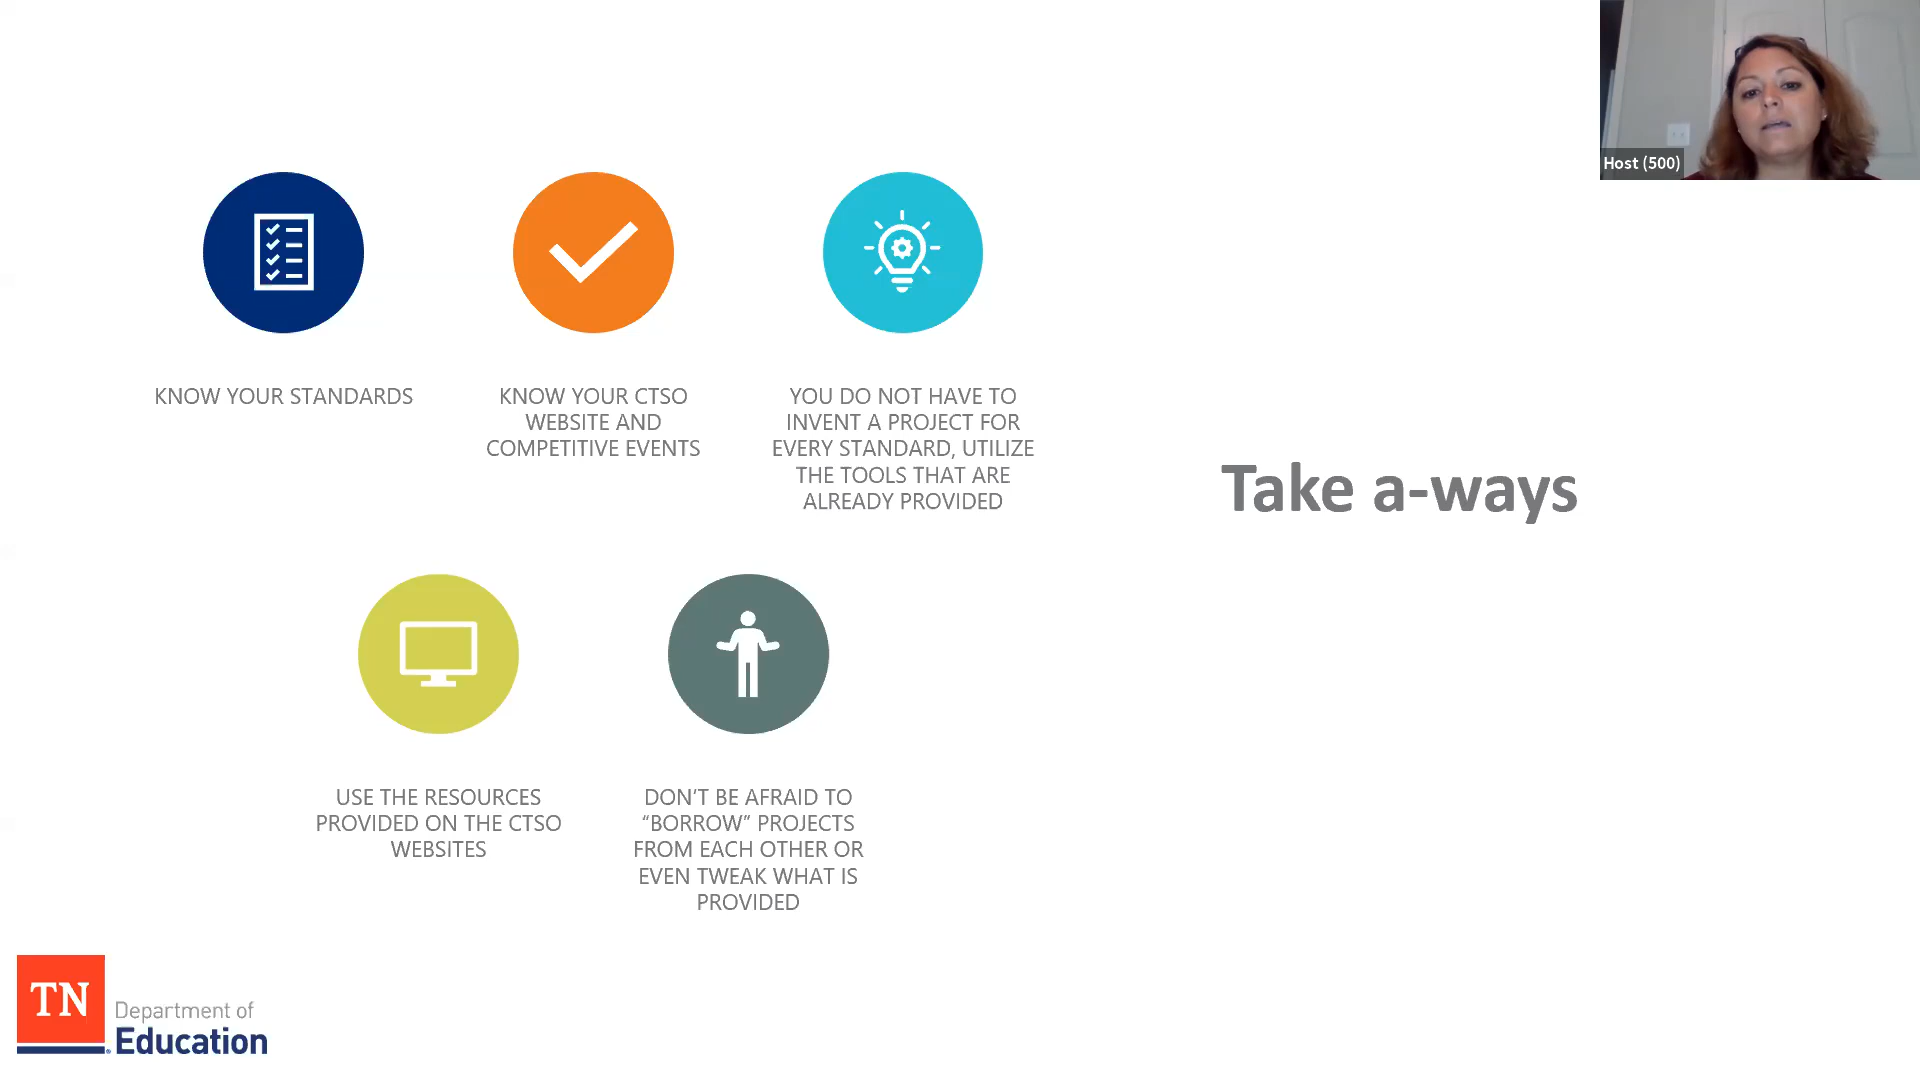 Host (500)
KNOW YOUR STANDARDS
KNOW YOUR CTSO
WEBSITE AND
COMPETITIVE EVENTS
YOU DO NOT HAVE TO
INVENT A PROJECT FOR
EVERY STANDARD, UTILIZE
THE TOOLS THAT ARE
ALREADY PROVIDED
Take a-ways
USE THE RESOURCES
PROVIDED ON THE CTSO
WEBSITES
DON'T BE AFRAID TO
“BORROW” PROJECTS
FROM EACH OTHER OR
EVEN TWEAK WHAT IS
PROVIDED
TN
Department of
Education